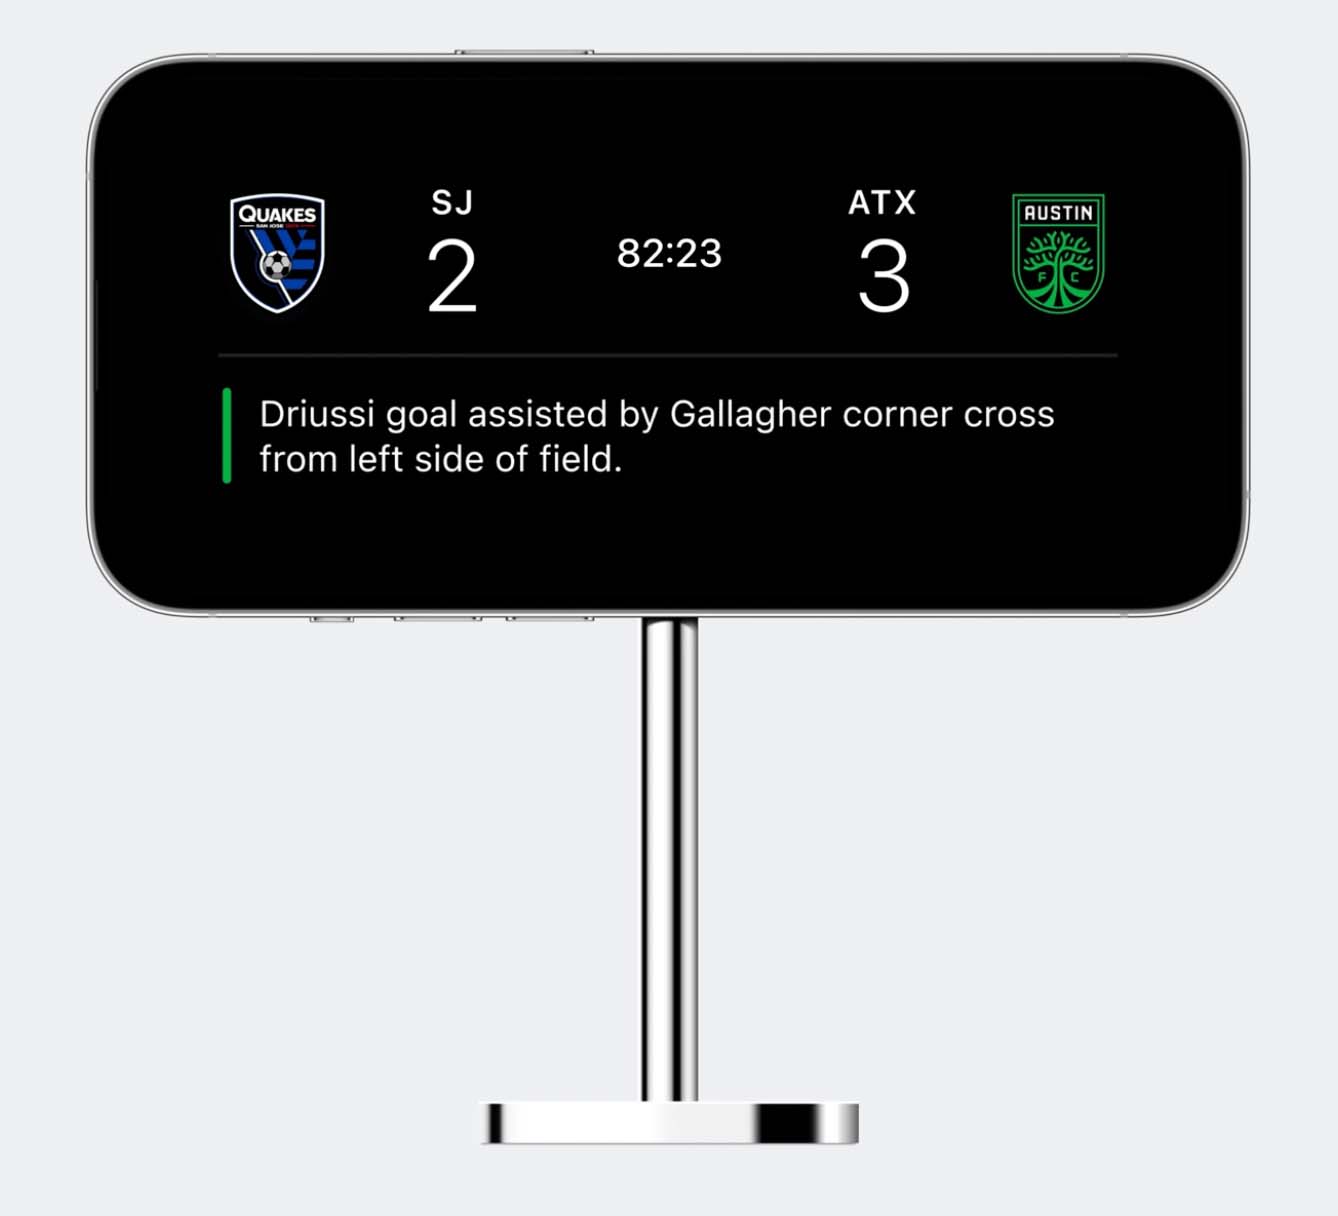 QUAKES
SAN JOSE
SJ
2
82:23
ATX
3
AUSTIN
F C
Driussi goal assisted by Gallagher corner cross
from left side of field.